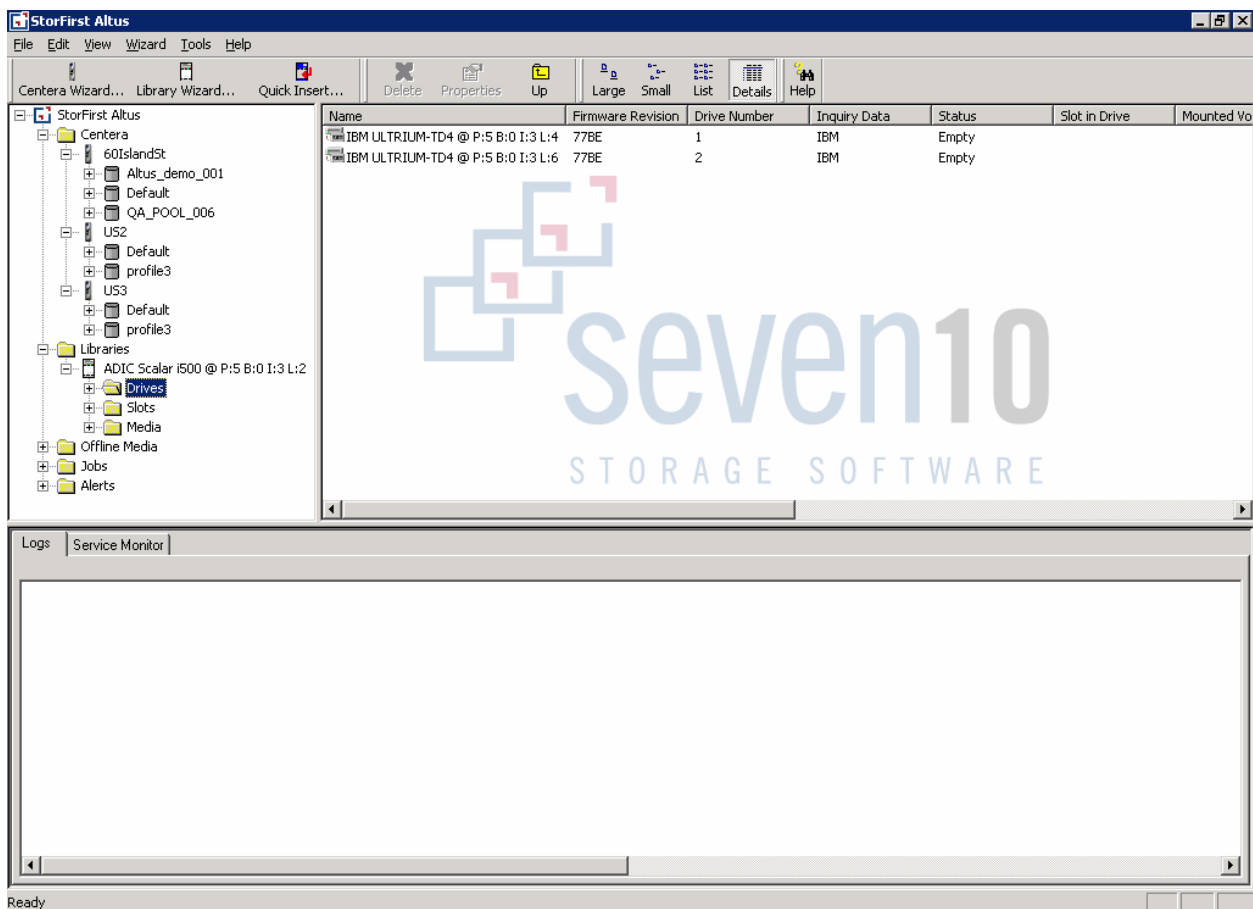 StorFirst Altus
File Edit View Wizard Tools Help
Centera Wizard... Library Wizard... Quick Insert... Delete Properties Up Large Small List Details Help
StorFirst Altus
Centera
60IslandSt
Altus_demo_001
Default
QA_POOL_006
US2
Default
profile3
US3
Default
profile3
Libraries
ADIC Scalar i500 @ P:5 B:0 I:3 L:2
Drives
Slots
Media
Offline Media
Jobs
Alerts
Name Firmware Revision Drive Number Inquiry Data Status Slot in Drive Mounted Vo
IBM ULTRIUM-TD4 @ P:5 B:0 I:3 L:4 77BE 1 IBM Empty
IBM ULTRIUM-TD4 @ P:5 B:0 I:3 L:6 77BE 2 IBM Empty
seven10
STORAGE SOFTWARE
Logs Service Monitor
Ready